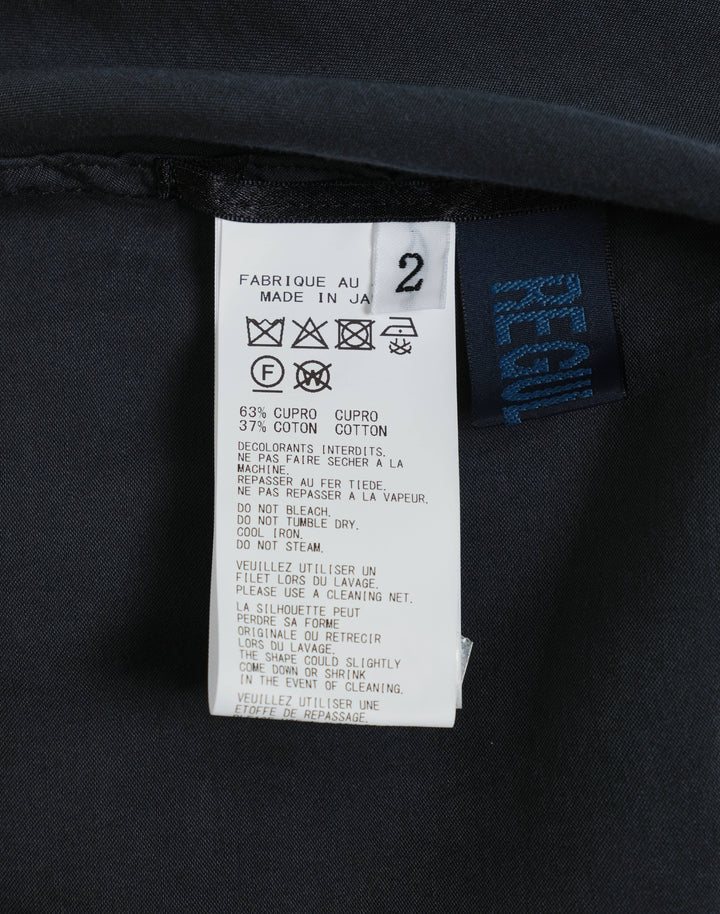 FABRIQUE AU
MADE IN JA
2
REGUL
F
W
63% CUPRO CUPRO
37% COTON COTTON
DECOLORANTS INTERDITS.
NE PAS FAIRE SECHER A LA
MACHINE.
REPASSER AU FER TIEDE.
NE PAS REPASSER A LA VAPEUR.
DO NOT BLEACH.
DO NOT TUMBLE DRY.
COOL IRON.
DO NOT STEAM.
VEUILLEZ UTILISER UN
FILET LORS DU LAVAGE.
PLEASE USE A CLEANING NET.
LA SILHOUETTE PEUT
PERDRE SA FORME
ORIGINALE OU RETRECIR
LORS DU LAVAGE.
THE SHAPE COULD SLIGHTLY
COME DOWN OR SHRINK
IN THE EVENT OF CLEANING.
VEUILLEZ UTILISER UNE
ETOFFE DE REPASSAGE.